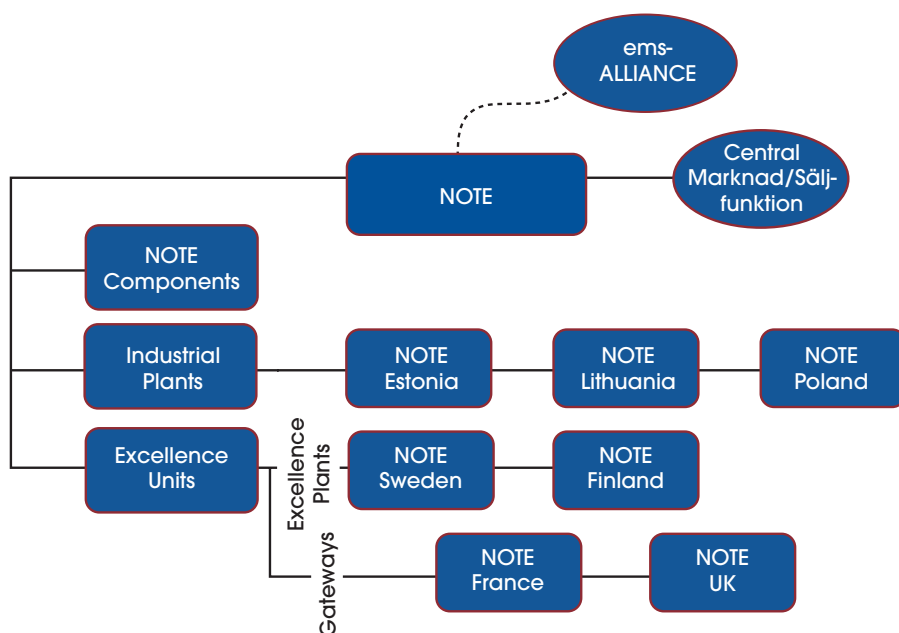 ems-
ALLIANCE
NOTE
Central
Marknad/Sälj-
funktion
NOTE
Components
Industrial
Plants
NOTE
Estonia
NOTE
Lithuania
NOTE
Poland
Excellence
Units
Excellence
Plants
NOTE
Sweden
NOTE
Finland
Gateways
NOTE
France
NOTE
UK